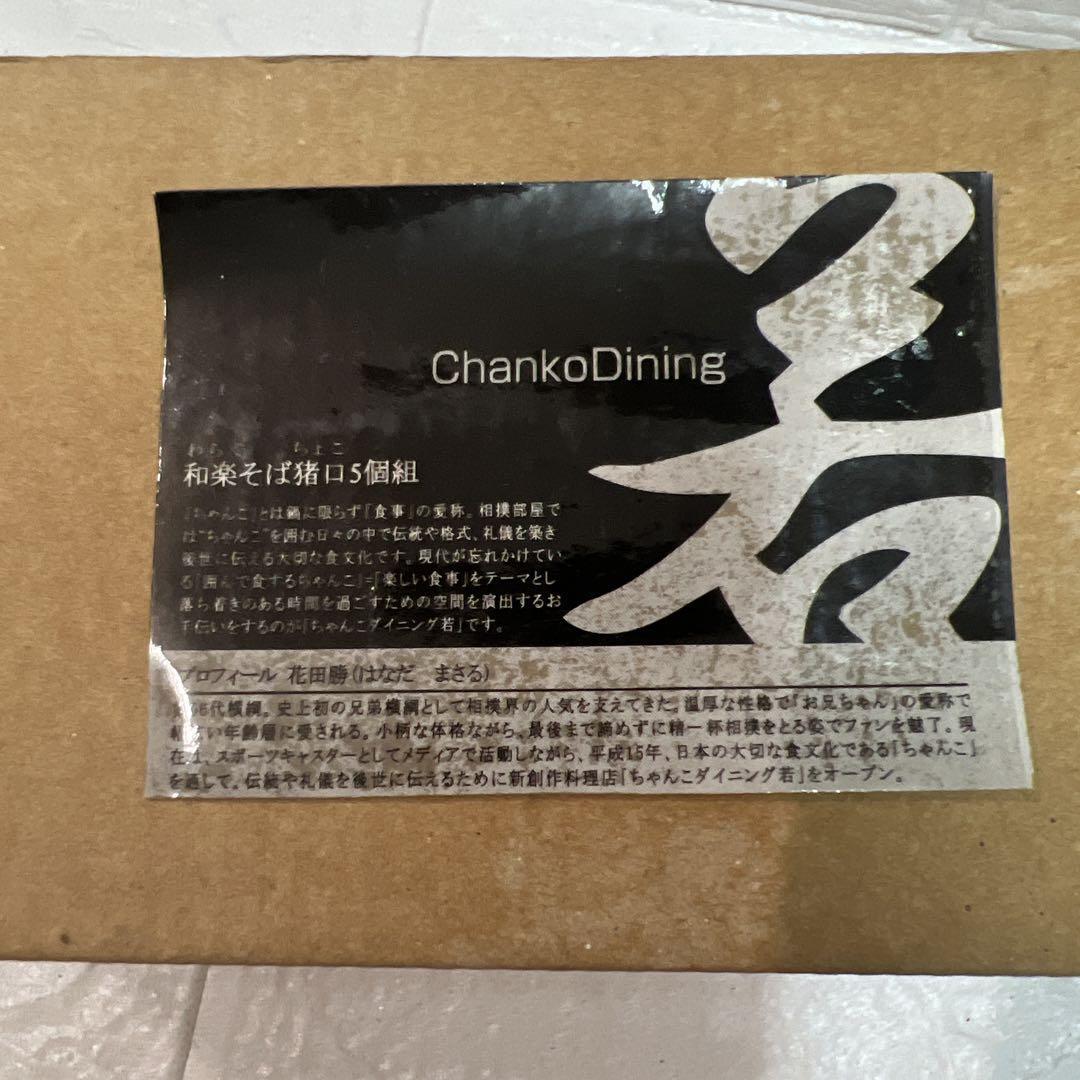 若
ChankoDining
わらく ちょこ
和楽そば猪口5個組
「ちゃんこ」とは鍋に限らず「食事」の愛称。相撲部屋で
は"ちゃんこ"を囲む日々の中で伝統や格式、礼儀を築き
後世に伝える大切な食文化です。現代が忘れかけてい
る「囲んで食するちゃんこ」=「楽しい食事」をテーマとし
落ち着きのある時間を過ごすための空間を演出するお
手伝いをするのが「ちゃんこダイニング若」です。
プロフィール 花田勝(はなだ まさる)
66代横綱。史上初の兄弟横綱として相撲界の人気を支えてきた。温厚な性格で「お兄ちゃん」の愛称で
幅広い年齢層に愛される。小柄な体格ながら、最後まで諦めずに精一杯相撲をとる姿でファンを魅了。現
在は、スポーツキャスターとしてメディアで活動しながら、平成15年、日本の大切な食文化である「ちゃんこ」
を通して、伝統や礼儀を後世に伝えるために新創作料理店「ちゃんこダイニング若」をオープン。